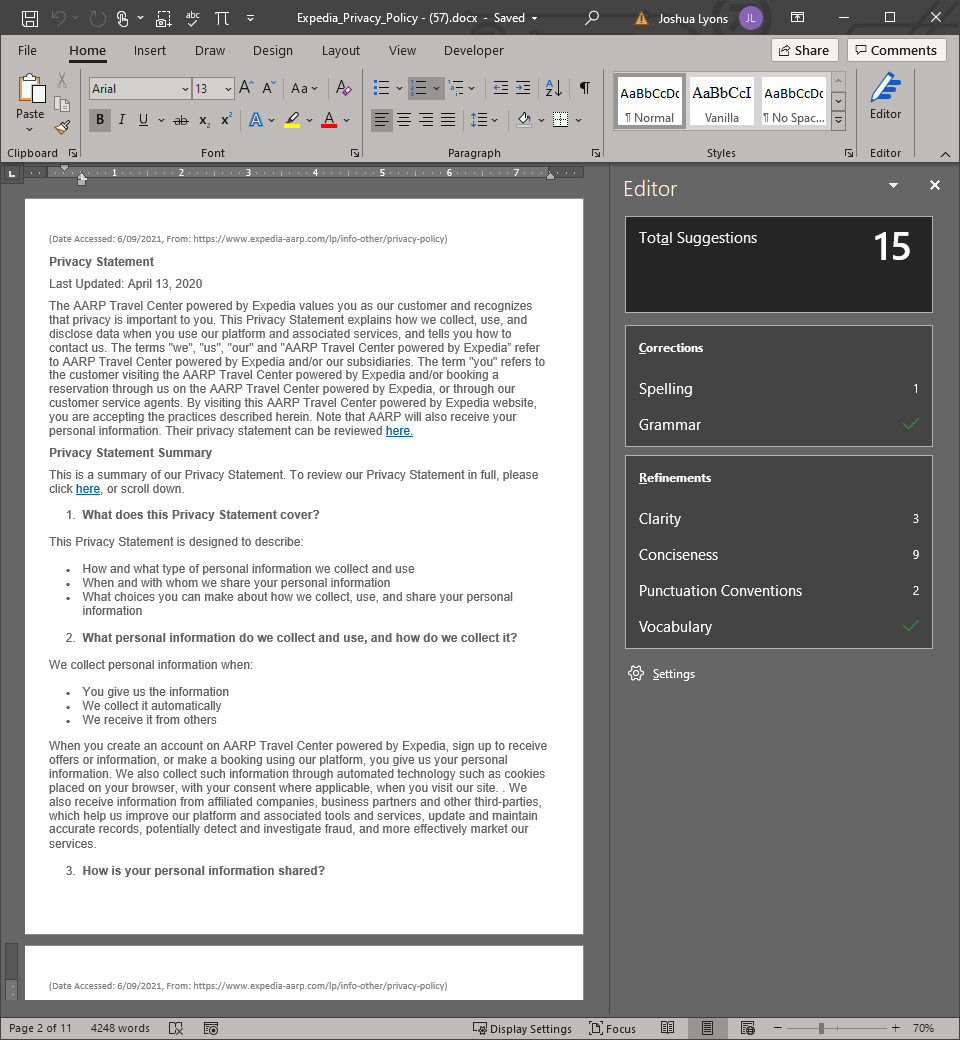 abc
Expedia_Privacy_Policy - (57).docx - Saved
Joshua Lyons
JL
File
Home
Insert
Draw
Design
Layout
View
Developer
Share
Comments
Paste
Arial
13
A A Aa A
B I U ab x₂ x² A A
AaBbCcDc
AaBbCcI
AaBbCcDc
¶ Normal
Vanilla
¶ No Spac...
Editor
Clipboard
Font
Paragraph
Styles
Editor
1 2 3 4 5 6 7
(Date Accessed: 6/09/2021, From: https://www.expedia-aarp.com/lp/info-other/privacy-policy)
Privacy Statement
Last Updated: April 13, 2020
The AARP Travel Center powered by Expedia values you as our customer and recognizes
that privacy is important to you. This Privacy Statement explains how we collect, use, and
disclose data when you use our platform and associated services, and tells you how to
contact us. The terms "we", "us", "our" and "AARP Travel Center powered by Expedia" refer
to AARP Travel Center powered by Expedia and/or our subsidiaries. The term "you" refers to
the customer visiting the AARP Travel Center powered by Expedia and/or booking a
reservation through us on the AARP Travel Center powered by Expedia, or through our
customer service agents. By visiting this AARP Travel Center powered by Expedia website,
you are accepting the practices described herein. Note that AARP will also receive your
personal information. Their privacy statement can be reviewed here.
Privacy Statement Summary
This is a summary of our Privacy Statement. To review our Privacy Statement in full, please
click here, or scroll down.
1. What does this Privacy Statement cover?
This Privacy Statement is designed to describe:
• How and what type of personal information we collect and use
• When and with whom we share your personal information
• What choices you can make about how we collect, use, and share your personal
information
2. What personal information do we collect and use, and how do we collect it?
We collect personal information when:
• You give us the information
• We collect it automatically
• We receive it from others
When you create an account on AARP Travel Center powered by Expedia, sign up to receive
offers or information, or make a booking using our platform, you give us your personal
information. We also collect such information through automated technology such as cookies
placed on your browser, with your consent where applicable, when you visit our site. . We
also receive information from affiliated companies, business partners and other third-parties,
which help us improve our platform and associated tools and services, update and maintain
accurate records, potentially detect and investigate fraud, and more effectively market our
services.
3. How is your personal information shared?
(Date Accessed: 6/09/2021, From: https://www.expedia-aarp.com/lp/info-other/privacy-policy)
Editor
Total Suggestions
15
Corrections
Spelling 1
Grammar
Refinements
Clarity 3
Conciseness 9
Punctuation Conventions 2
Vocabulary
Settings
Page 2 of 11
4248 words
Display Settings
Focus
70%